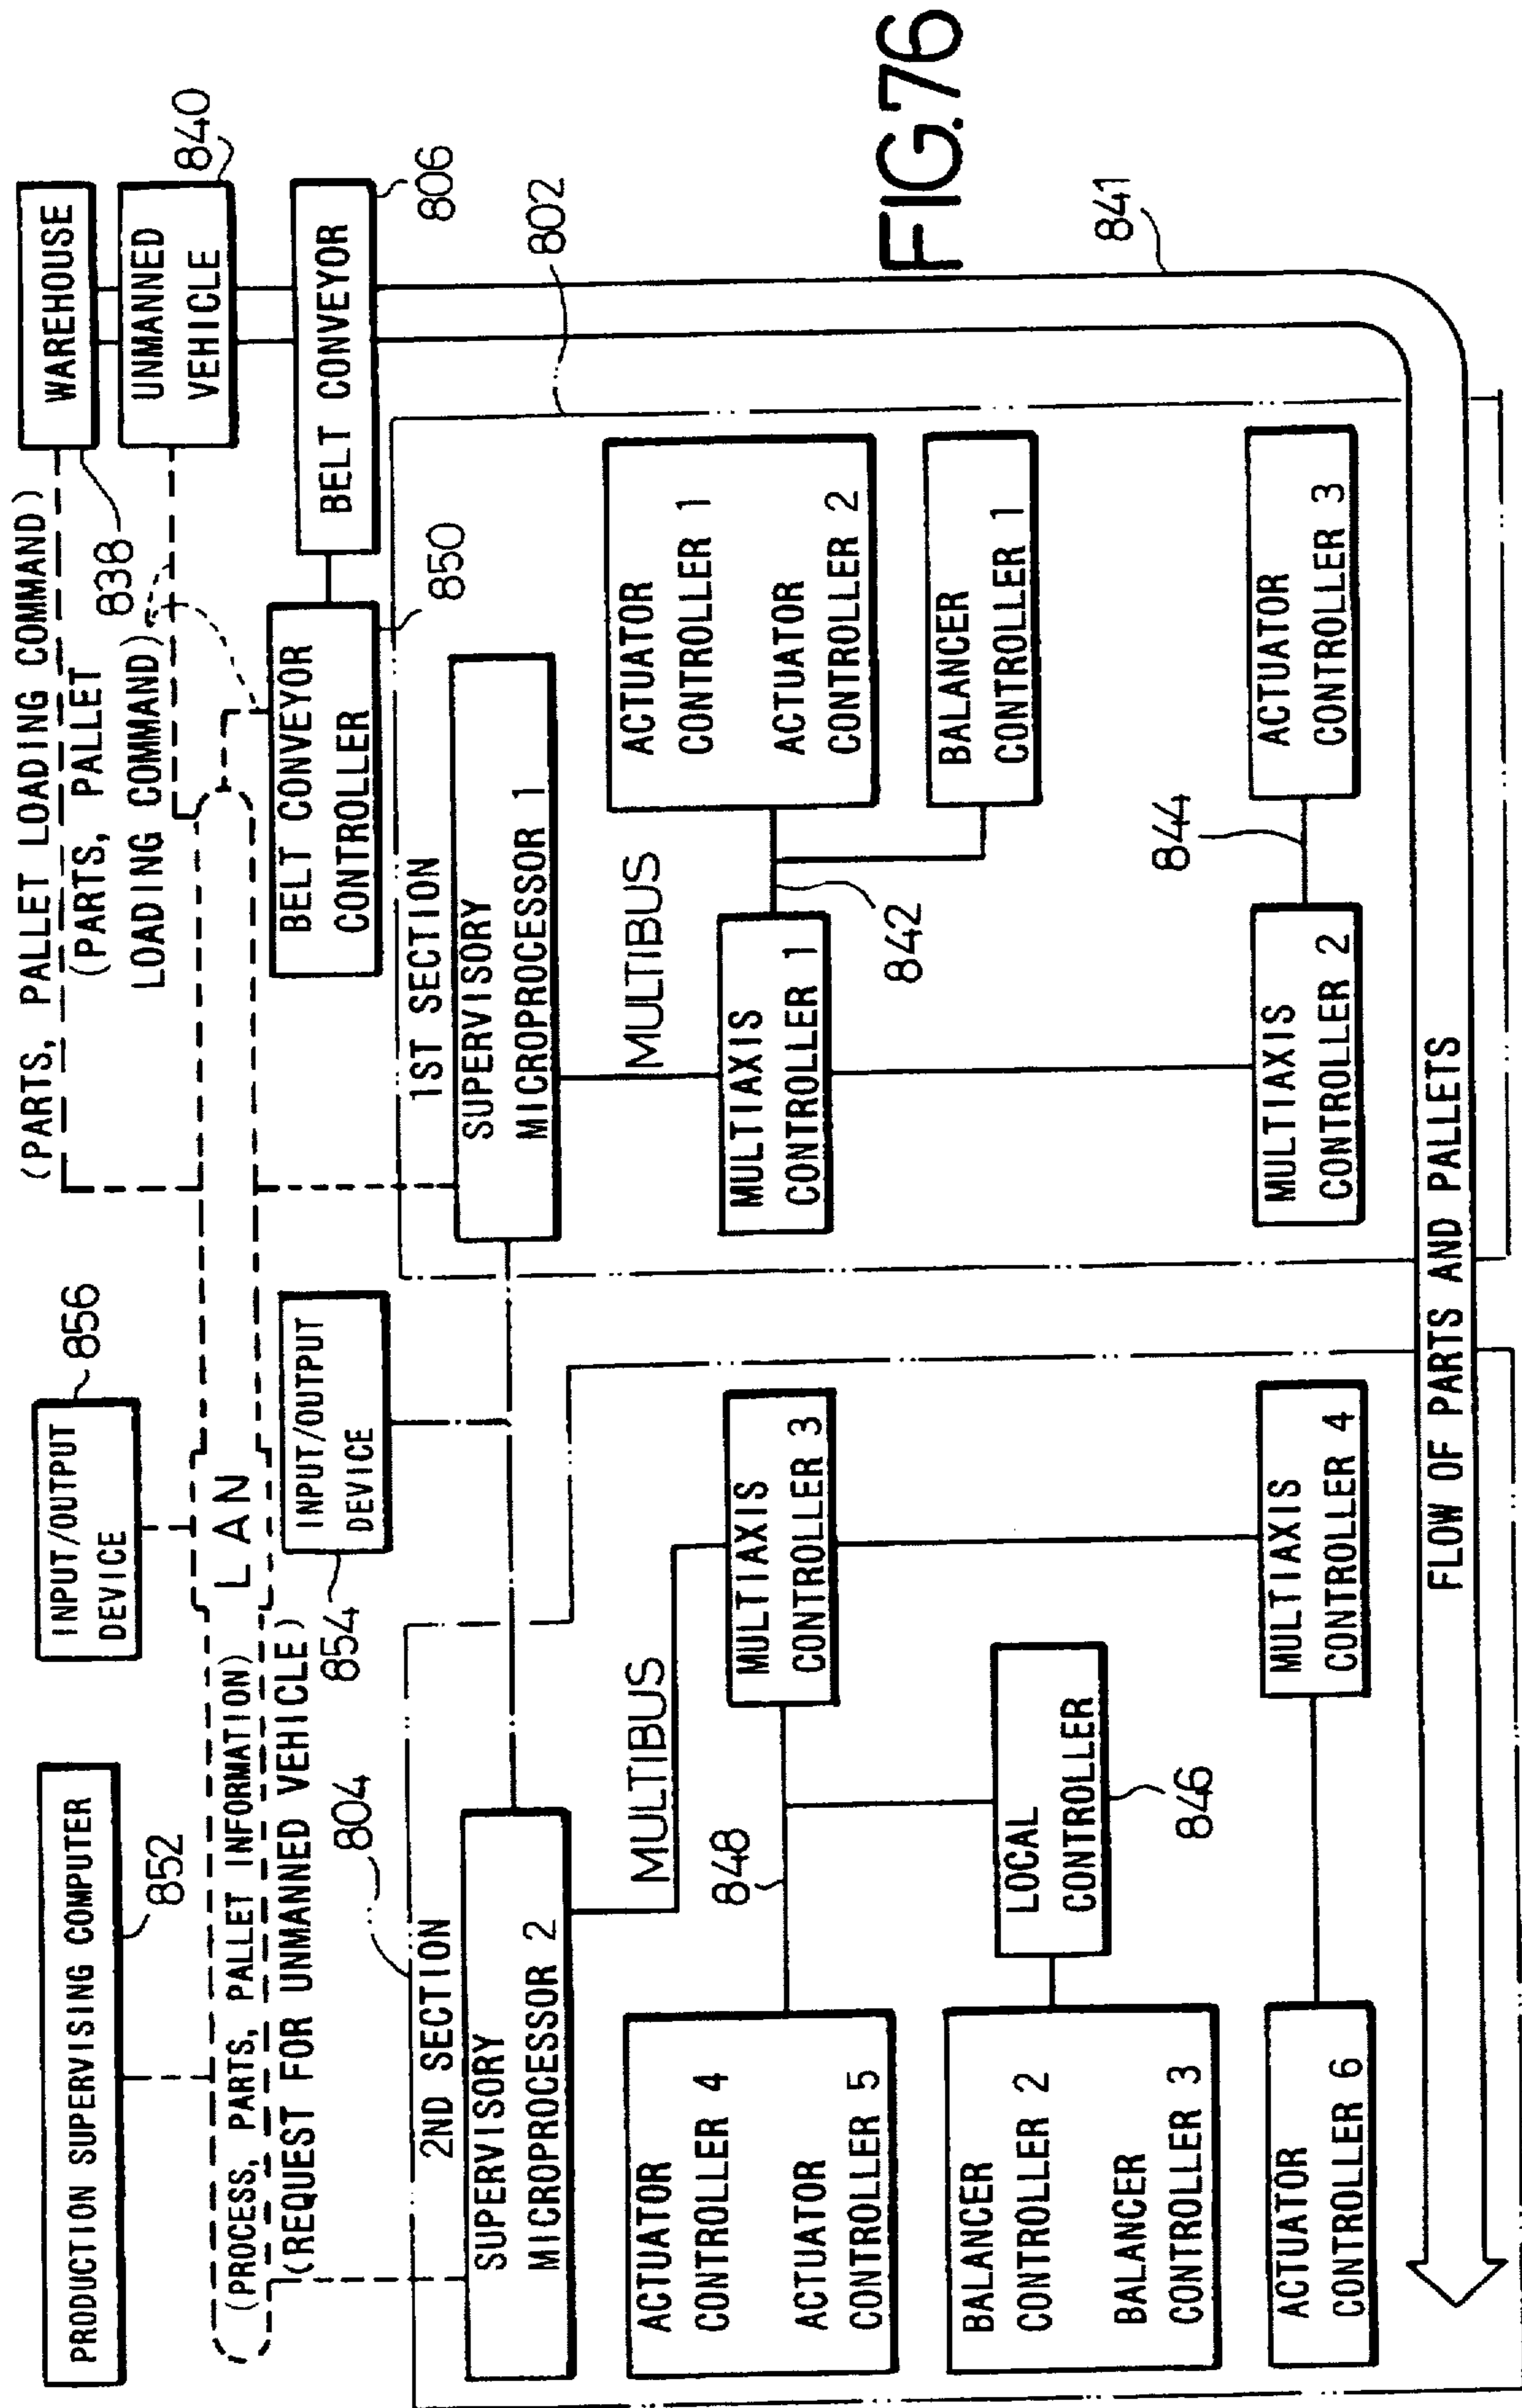 PRODUCTION SUPERVISING COMPUTER
852
INPUT/OUTPUT
DEVICE
856
(PARTS, PALLET LOADING COMMAND)
WAREHOUSE
838
(PARTS, PALLET
LOADING COMMAND)
UNMANNED
VEHICLE
840
(PROCESS, PARTS, PALLET INFORMATION)
(REQUEST FOR UNMANNED VEHICLE)
LAN
INPUT/OUTPUT
DEVICE
854
BELT CONVEYOR
CONTROLLER
850
BELT CONVEYOR
806
804
2ND SECTION
SUPERVISORY
MICROPROCESSOR 2
1ST SECTION
SUPERVISORY
MICROPROCESSOR 1
802
MULTIBUS
MULTIBUS
ACTUATOR
CONTROLLER 4
ACTUATOR
CONTROLLER 5
848
MULTIAXIS
CONTROLLER 3
MULTIAXIS
CONTROLLER 1
842
ACTUATOR
CONTROLLER 1
ACTUATOR
CONTROLLER 2
BALANCER
CONTROLLER 2
BALANCER
CONTROLLER 3
LOCAL
CONTROLLER
846
BALANCER
CONTROLLER 1
ACTUATOR
CONTROLLER 6
MULTIAXIS
CONTROLLER 4
MULTIAXIS
CONTROLLER 2
844
ACTUATOR
CONTROLLER 3
841
FLOW OF PARTS AND PALLETS
FIG.76